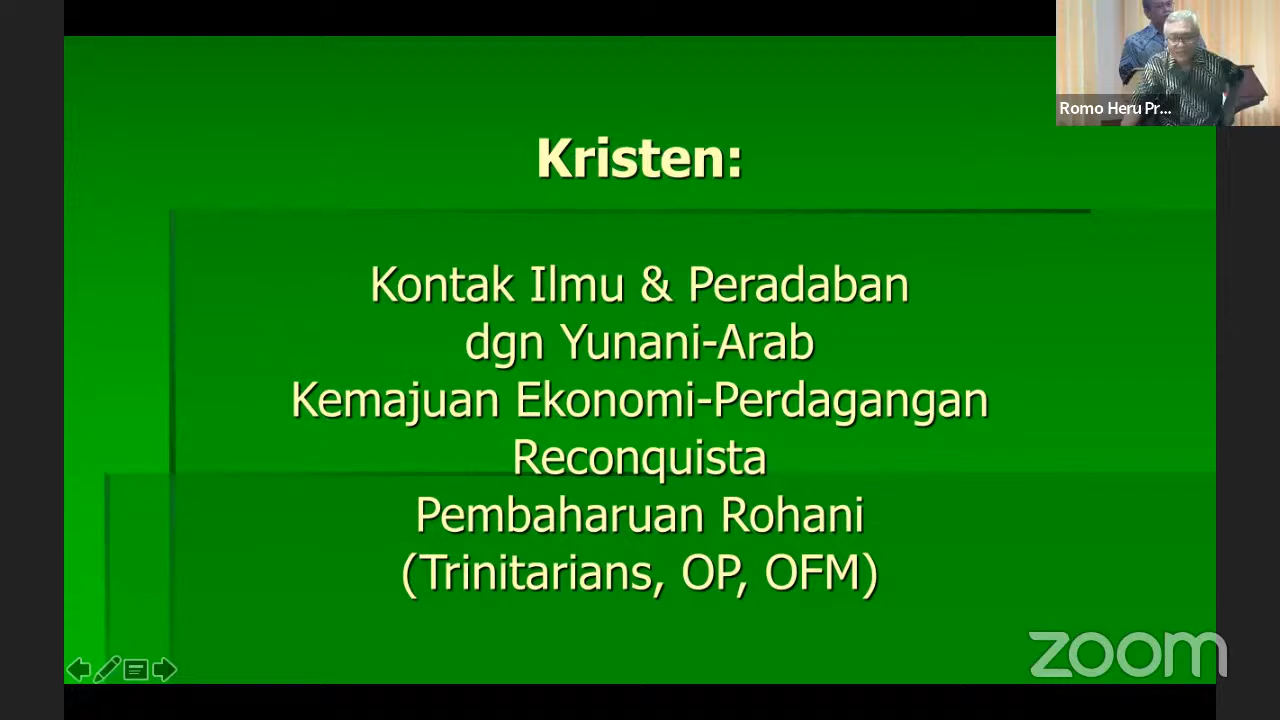 Romo Heru Pr...
Kristen:
Kontak Ilmu & Peradaban
dgn Yunani-Arab
Kemajuan Ekonomi-Perdagangan
Reconquista
Pembaharuan Rohani
(Trinitarians, OP, OFM)
zoom